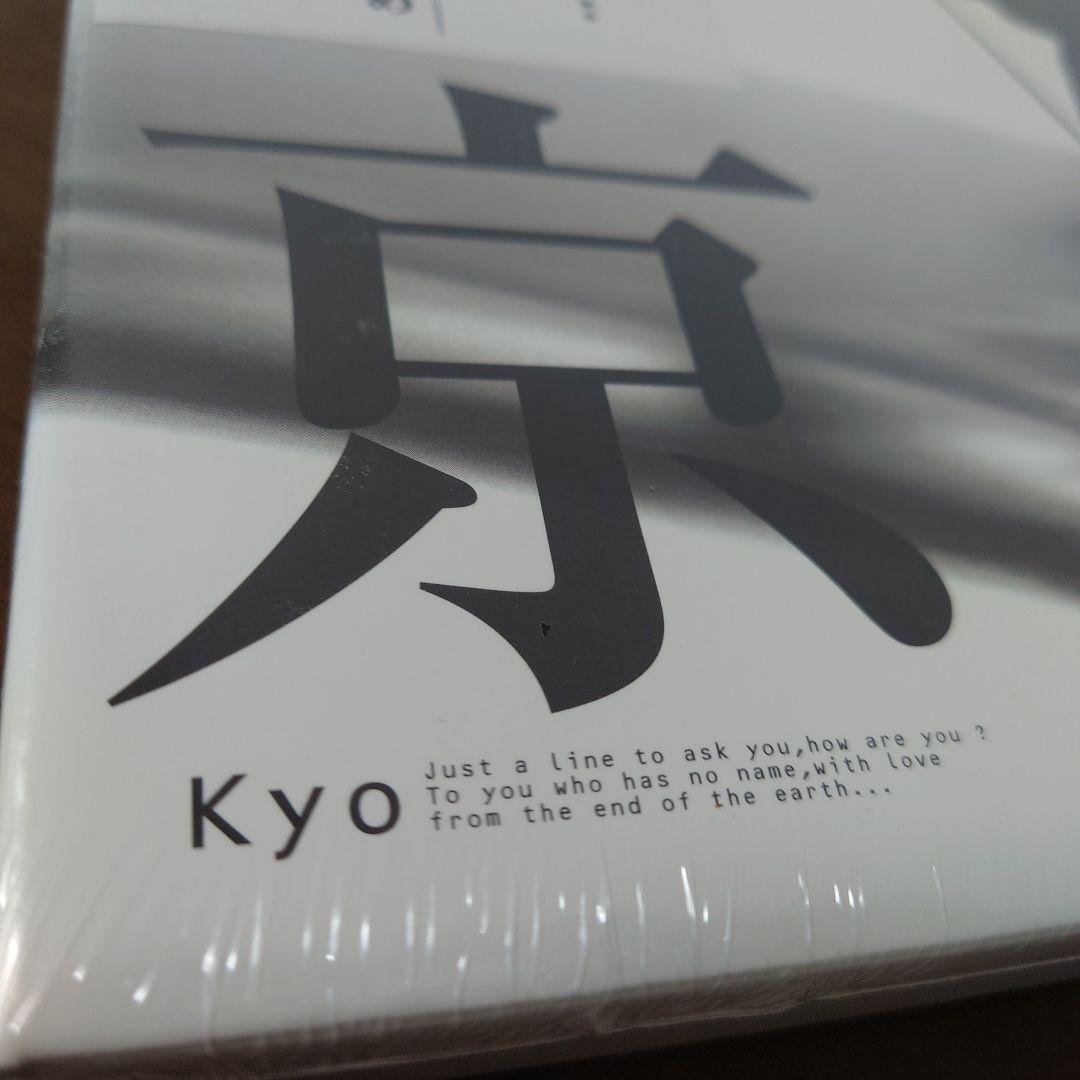 京
Kyo
Just a line to ask you,how are you ?
To you who has no name,with love
from the end of the earth...